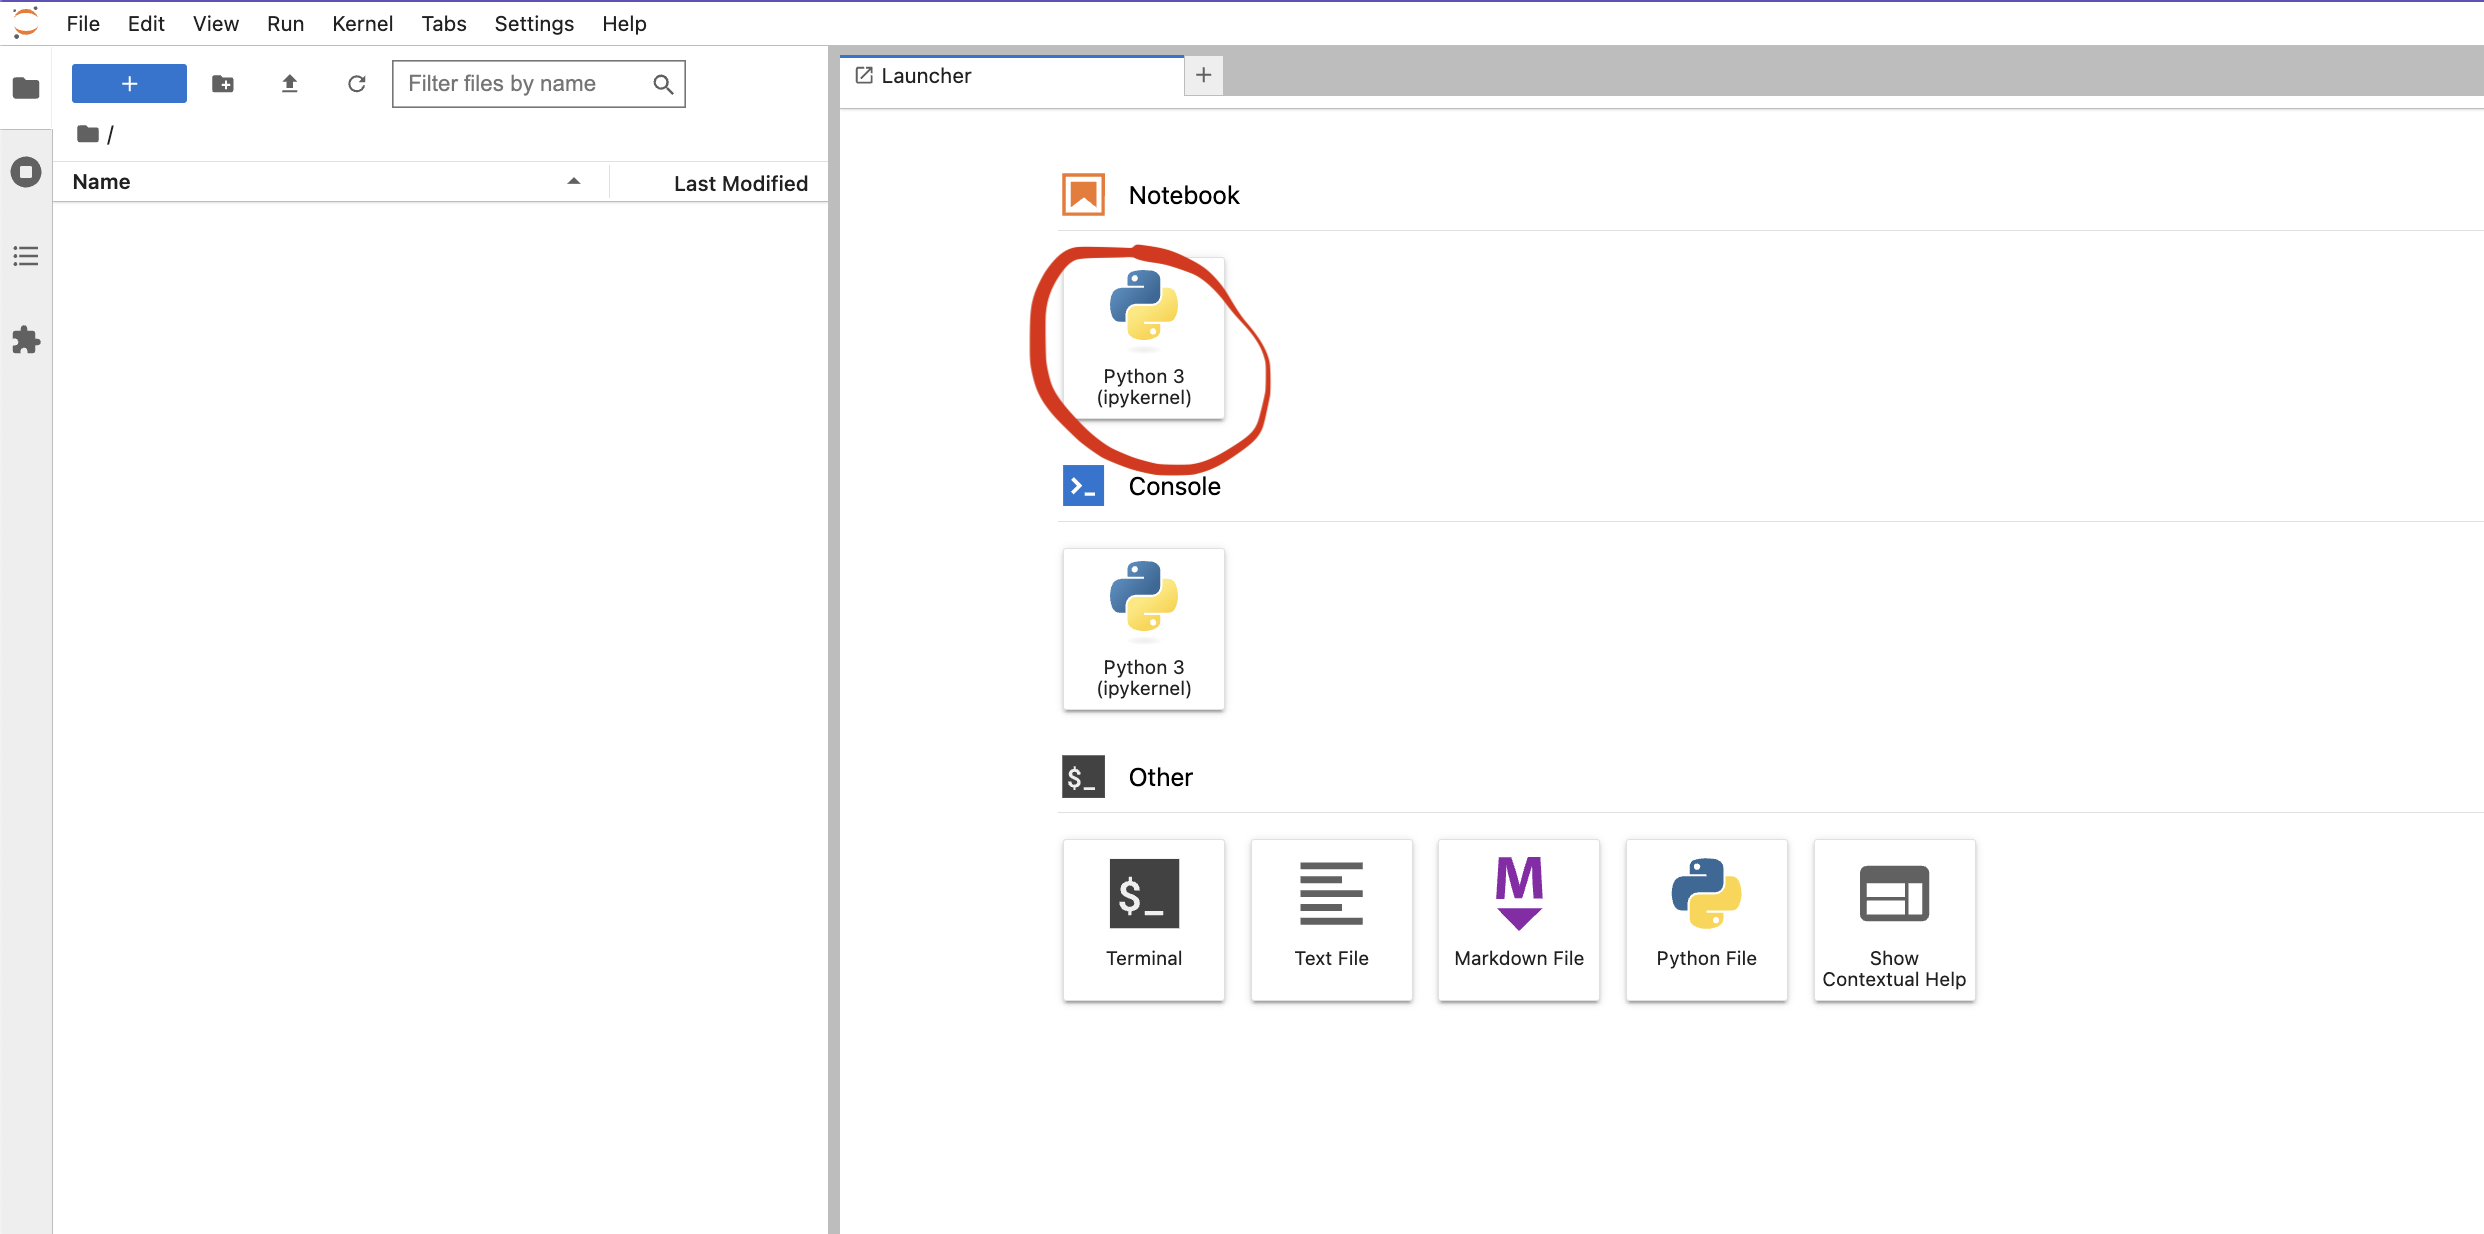 File Edit View Run Kernel Tabs Settings Help
+ Filter files by name
/
Name Last Modified
Launcher +
Notebook
Python 3
(ipykernel)
>_ Console
Python 3
(ipykernel)
$_ Other
$_
Terminal
Text File
M
Markdown File
Python File
Show
Contextual Help